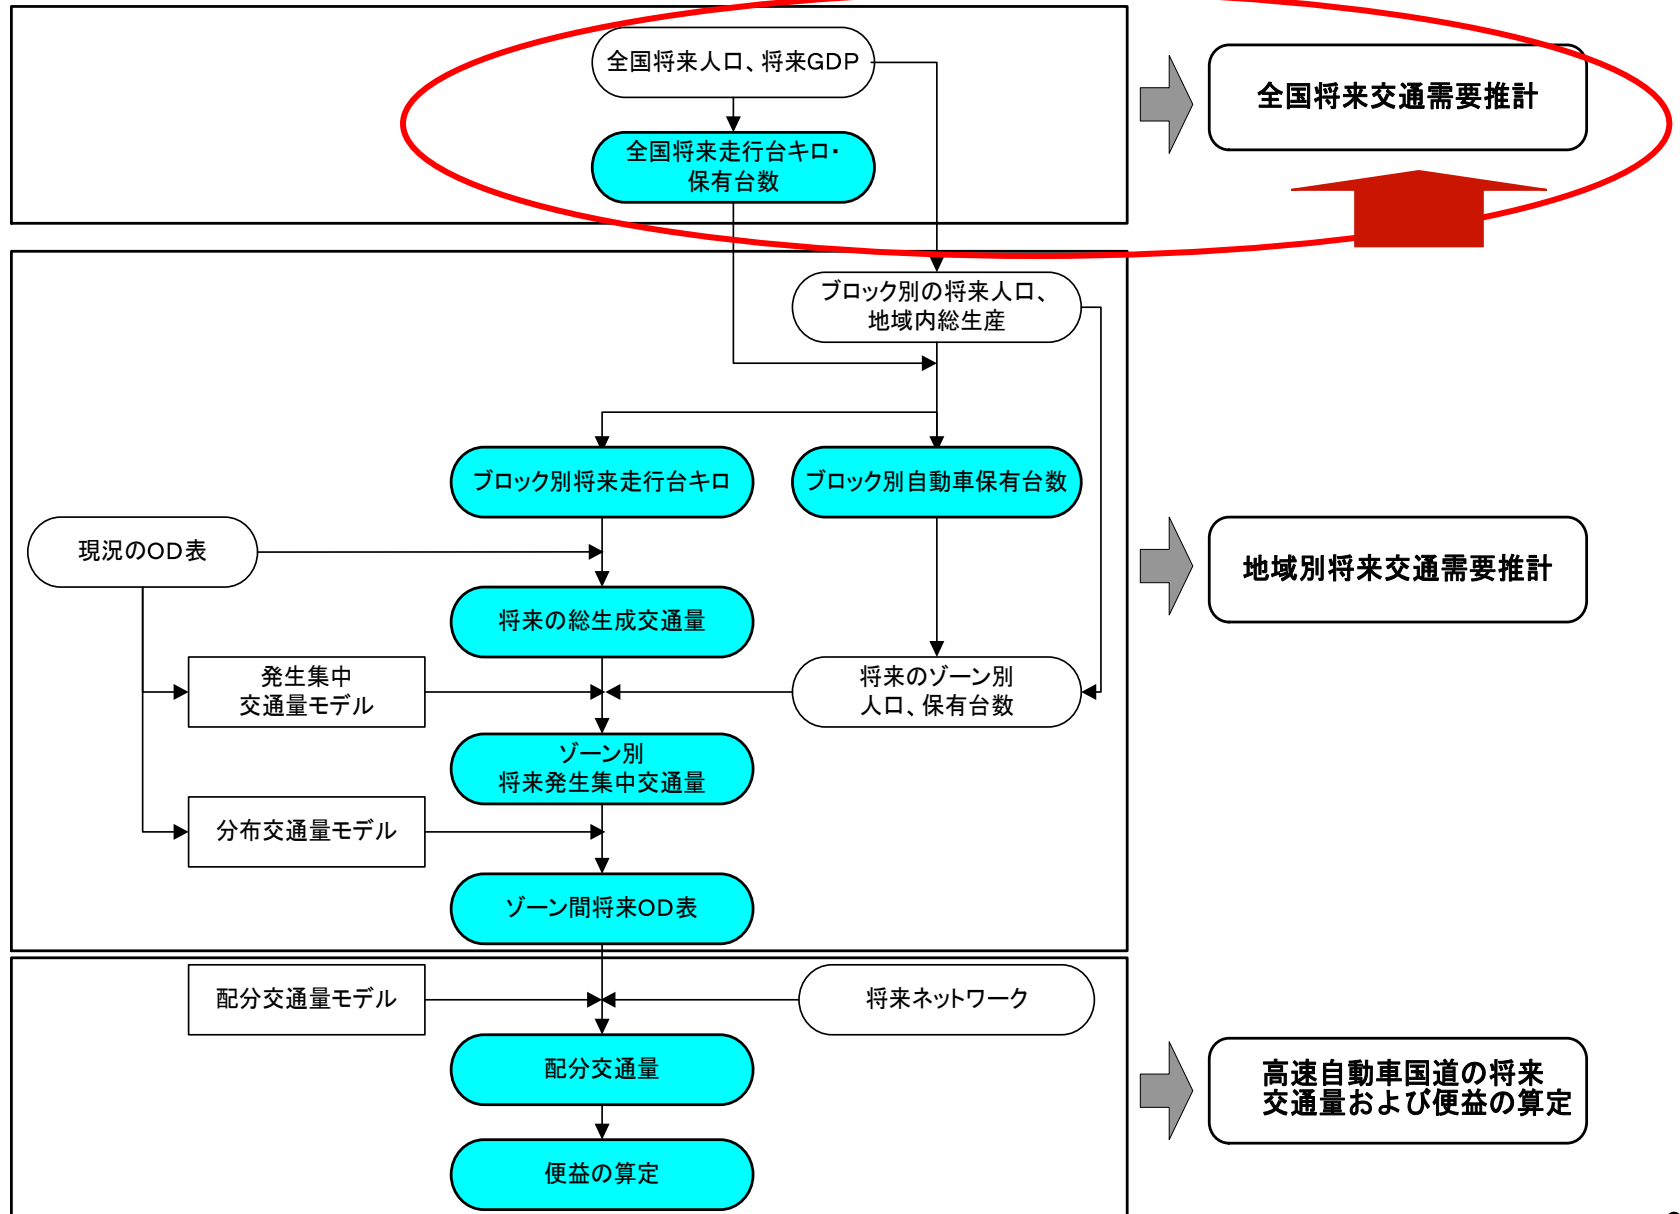 全国将来人口、将来GDP
全国将来走行台キロ・
保有台数
全国将来交通需要推計
ブロック別の将来人口、
地域内総生産
ブロック別将来走行台キロ
ブロック別自動車保有台数
現況のOD表
将来の総生成交通量
発生集中
交通量モデル
将来のゾーン別
人口、保有台数
ゾーン別
将来発生集中交通量
分布交通量モデル
ゾーン間将来OD表
地域別将来交通需要推計
配分交通量モデル
将来ネットワーク
配分交通量
便益の算定
高速自動車国道の将来
交通量および便益の算定